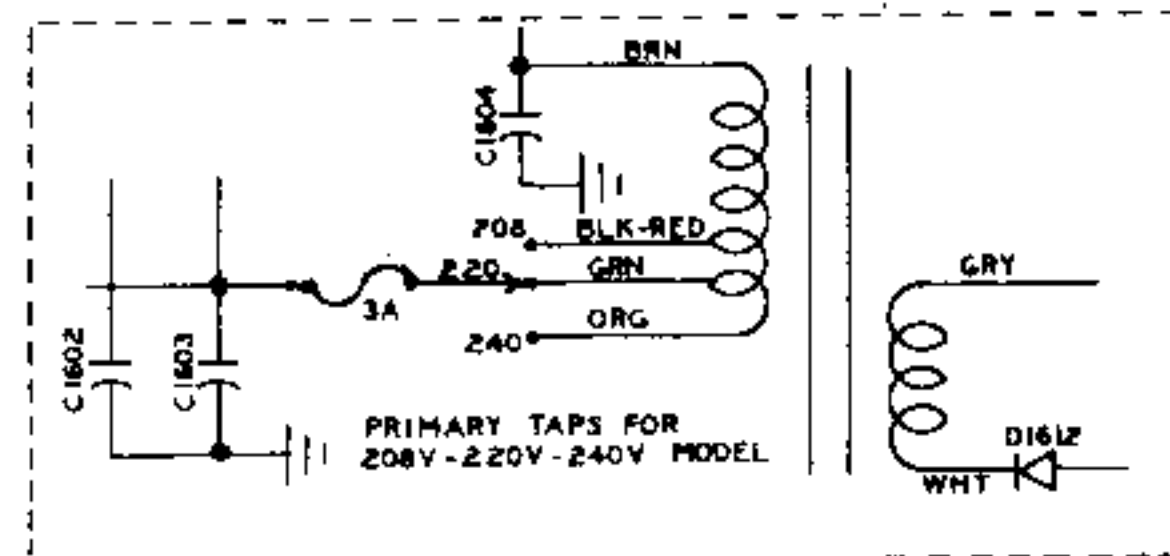 BRN
C1604
208 BLK-RED
220 GRN
GRY
3A
ORG
240
C1602
C1603
PRIMARY TAPS FOR
208V-220V-240V MODEL
D1612
WHT